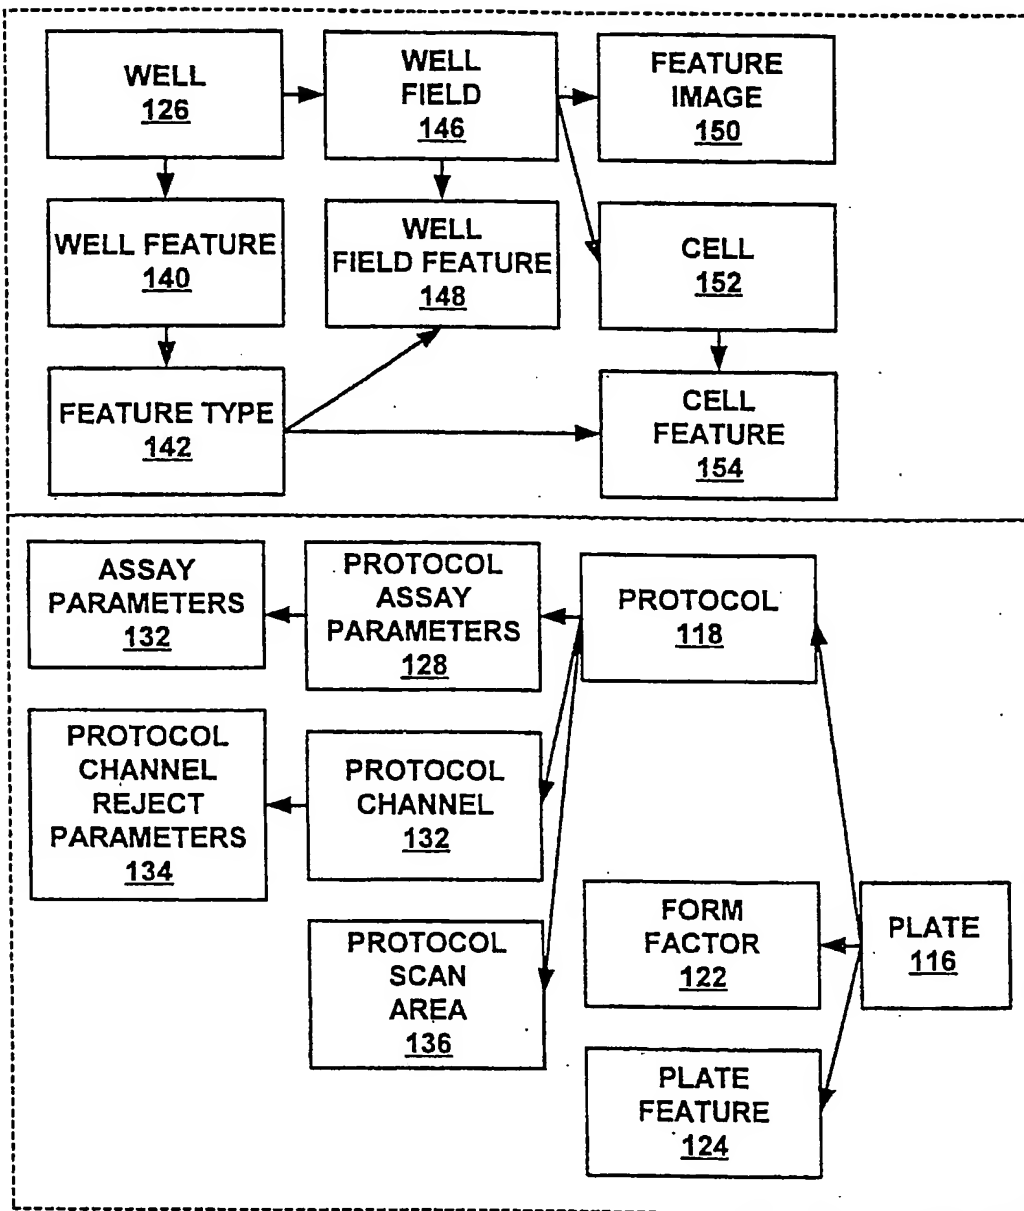 WELL
126
WELL
FIELD
146
FEATURE
IMAGE
150
WELL FEATURE
140
WELL
FIELD FEATURE
148
CELL
152
FEATURE TYPE
142
CELL
FEATURE
154
ASSAY
PARAMETERS
132
PROTOCOL
ASSAY
PARAMETERS
128
PROTOCOL
118
PROTOCOL
CHANNEL
REJECT
PARAMETERS
134
PROTOCOL
CHANNEL
132
PROTOCOL
SCAN
AREA
136
FORM
FACTOR
122
PLATE
116
PLATE
FEATURE
124